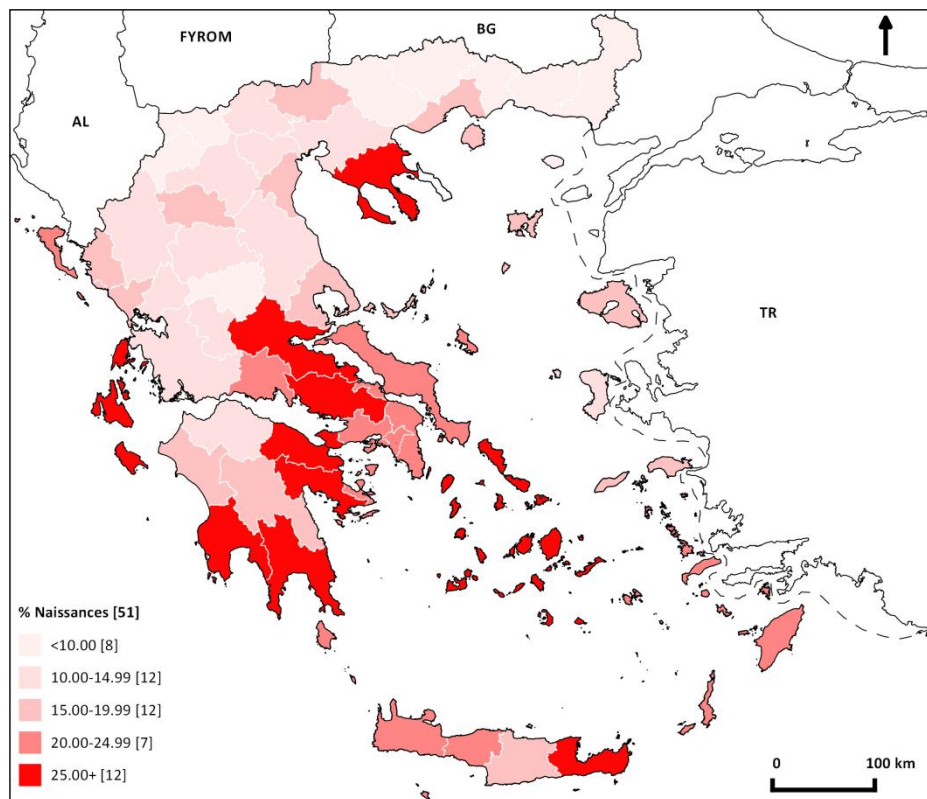 FYROM
BG
AL
TR
% Naissances [51]
<10.00 [8]
10.00-14.99 [12]
15.00-19.99 [12]
20.00-24.99 [7]
25.00+ [12]
0 100 km